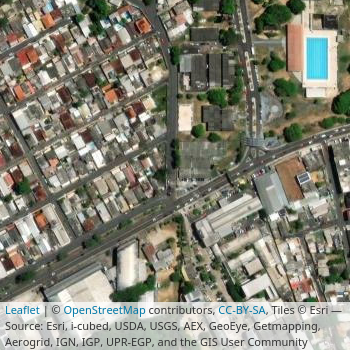 Leaflet | © OpenStreetMap contributors, CC-BY-SA, Tiles © Esri —
Source: Esri, i-cubed, USDA, USGS, AEX, GeoEye, Getmapping,
Aerogrid, IGN, IGP, UPR-EGP, and the GIS User Community